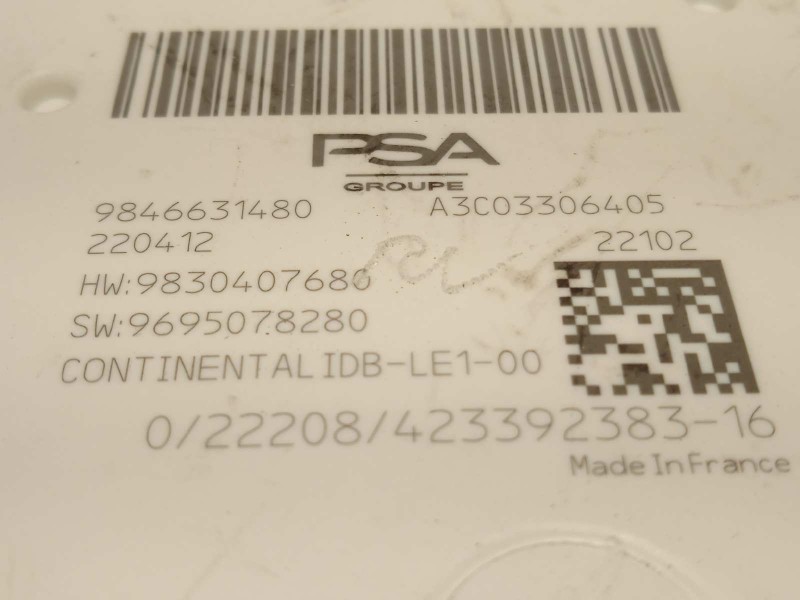 PSA
GROUPE
9846631480 A3C03306405
220412 22102
HW:9830407680
SW:9695078280
CONTINENTAL IDB-LE1-00
0/22208/423392383-16
Made In France